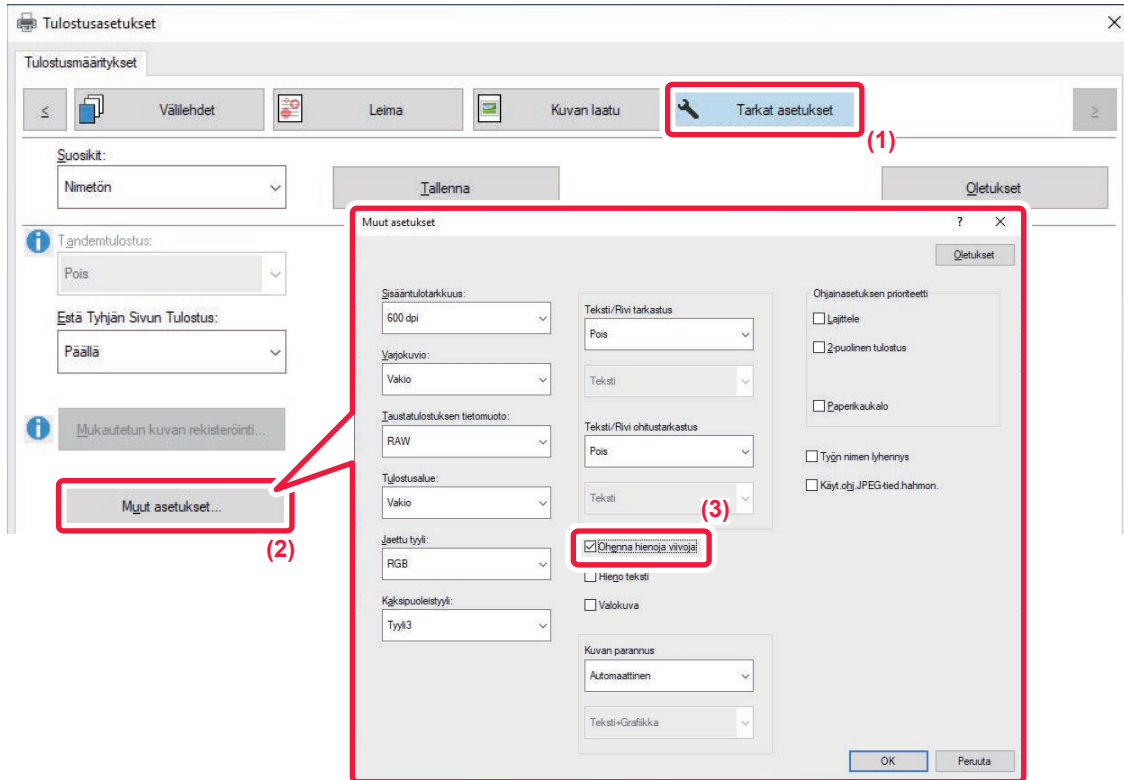 Tulostusasetukset
Tulostusmääritykset
<
Välilehdet
Leima
Kuvan laatu
Tarkat asetukset
>
(1)
Suosikit:
Nimetön
Tallenna
Oletukset
Tandemtulostus:
Pois
Estä Tyhjän Sivun Tulostus:
Päällä
Mukautetun kuvan rekisteröinti...
Muut asetukset...
(2)
Muut asetukset
?
Oletukset
Sisääntulotarkkuus:
600 dpi
Varjokuvio:
Vakio
Taustatulostuksen tietomuoto:
RAW
Tulostusalue:
Vakio
Jaettu tyyli:
RGB
Kaksipuoleistyyli:
Tyyli3
Teksti/Rivi tarkastus
Pois
Teksti
Teksti/Rivi ohitustarkastus
Pois
Teksti
(3)
Ohenna hienoja viivoja
Hieno teksti
Valokuva
Kuvan parannus
Automaattinen
Teksti+Grafiikka
Ohjainasetuksen prioriteetti
Lajittele
2-puolinen tulostus
Paperikaukalo
Työn nimen lyhennys
Käyt.ohj.JPEG-tied.hahmon.
OK
Peruuta